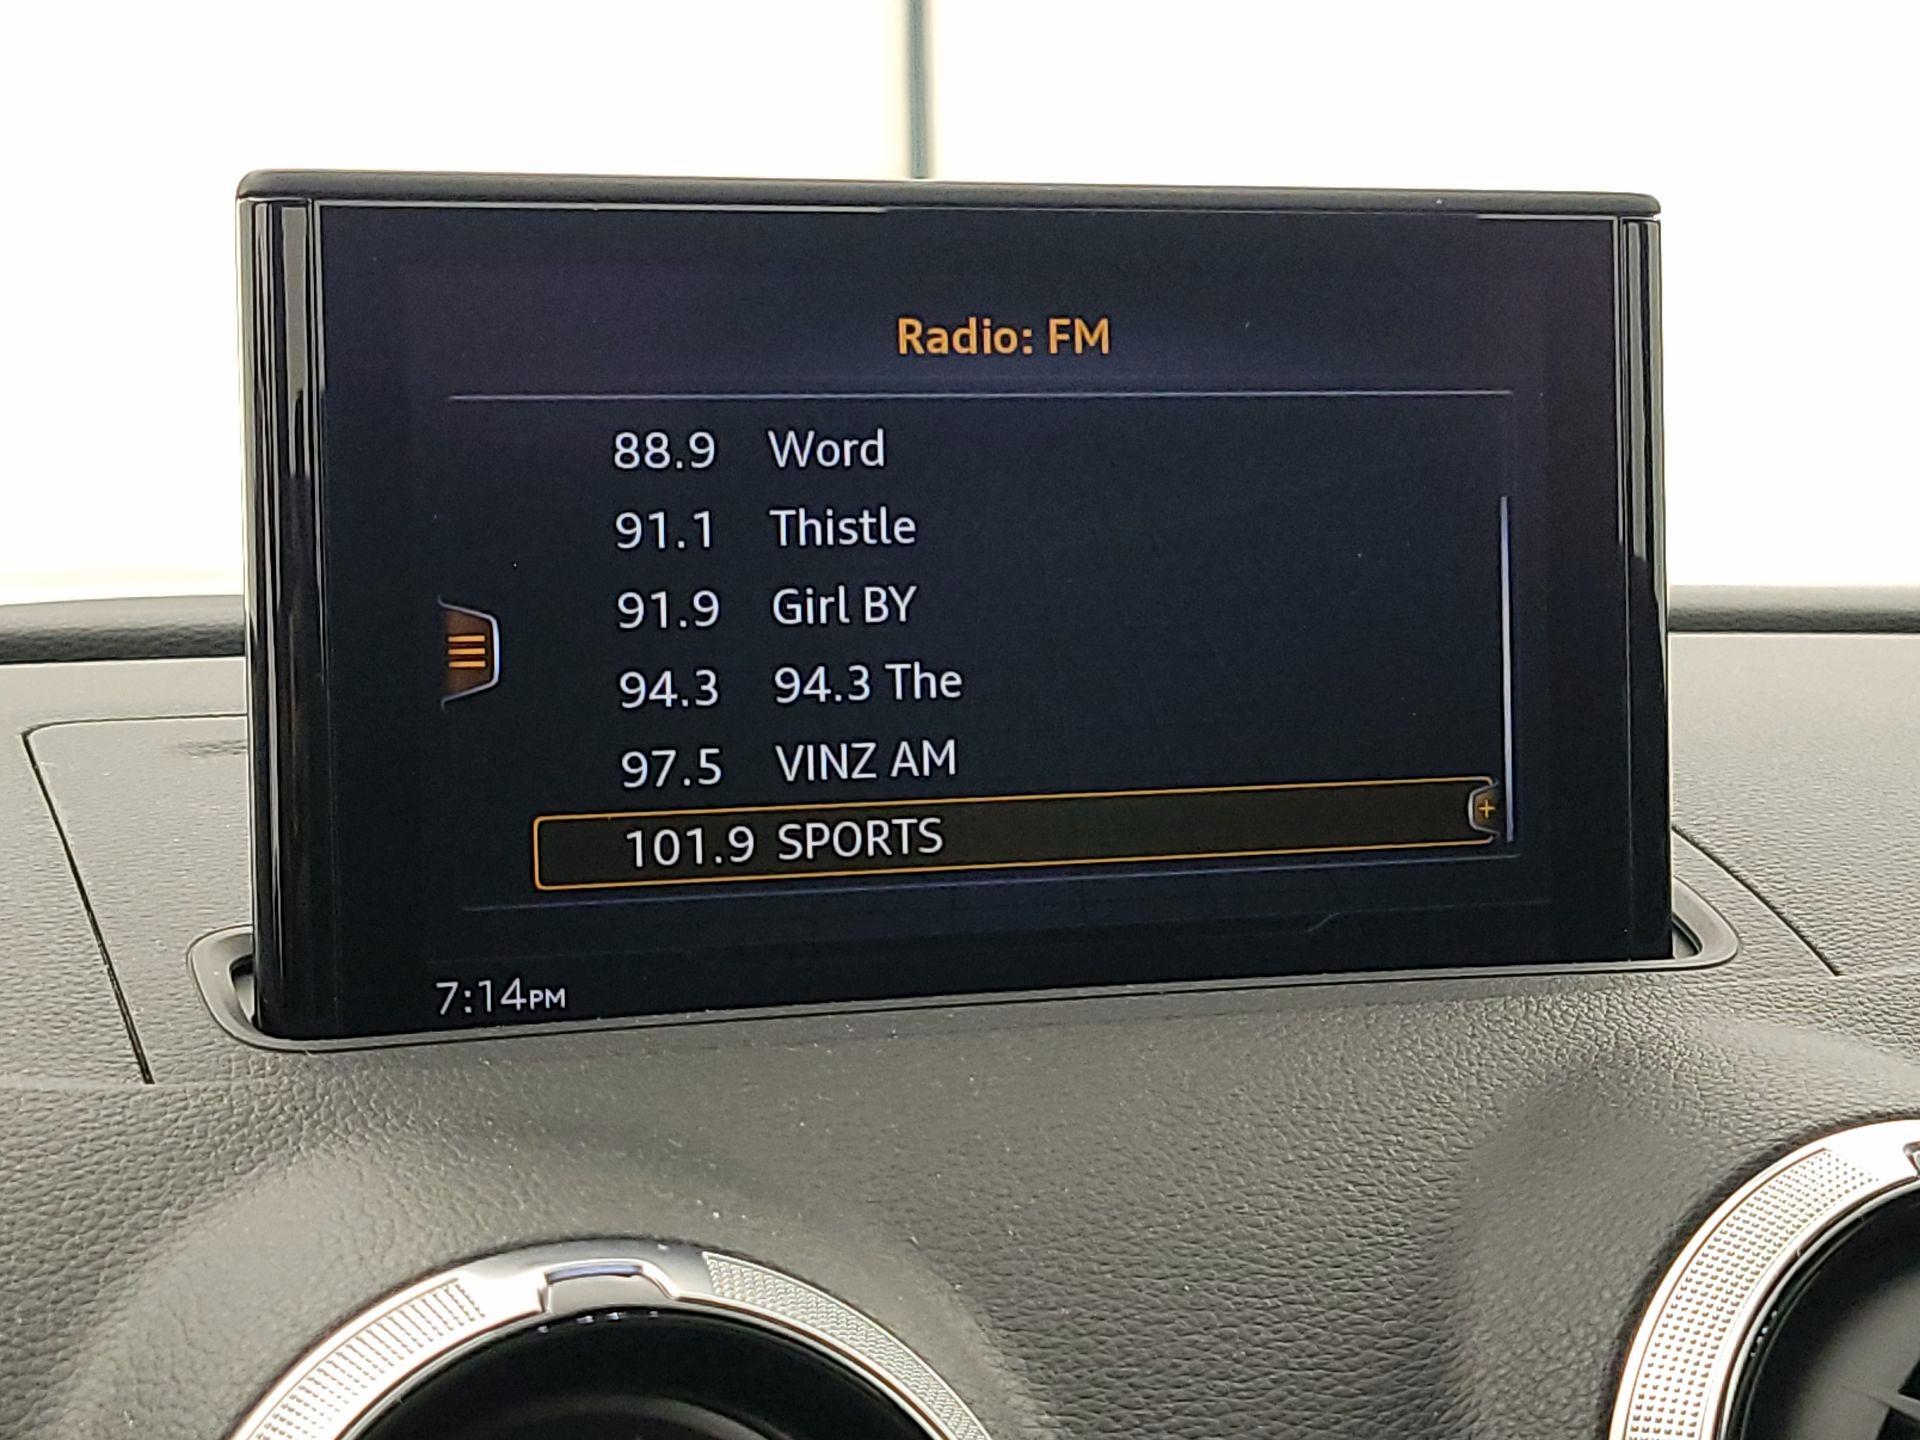 Radio: FM
88.9 Word
91.1 Thistle
91.9 Girl BY
94.3 94.3 The
97.5 VINZ AM
101.9 SPORTS
7:14PM